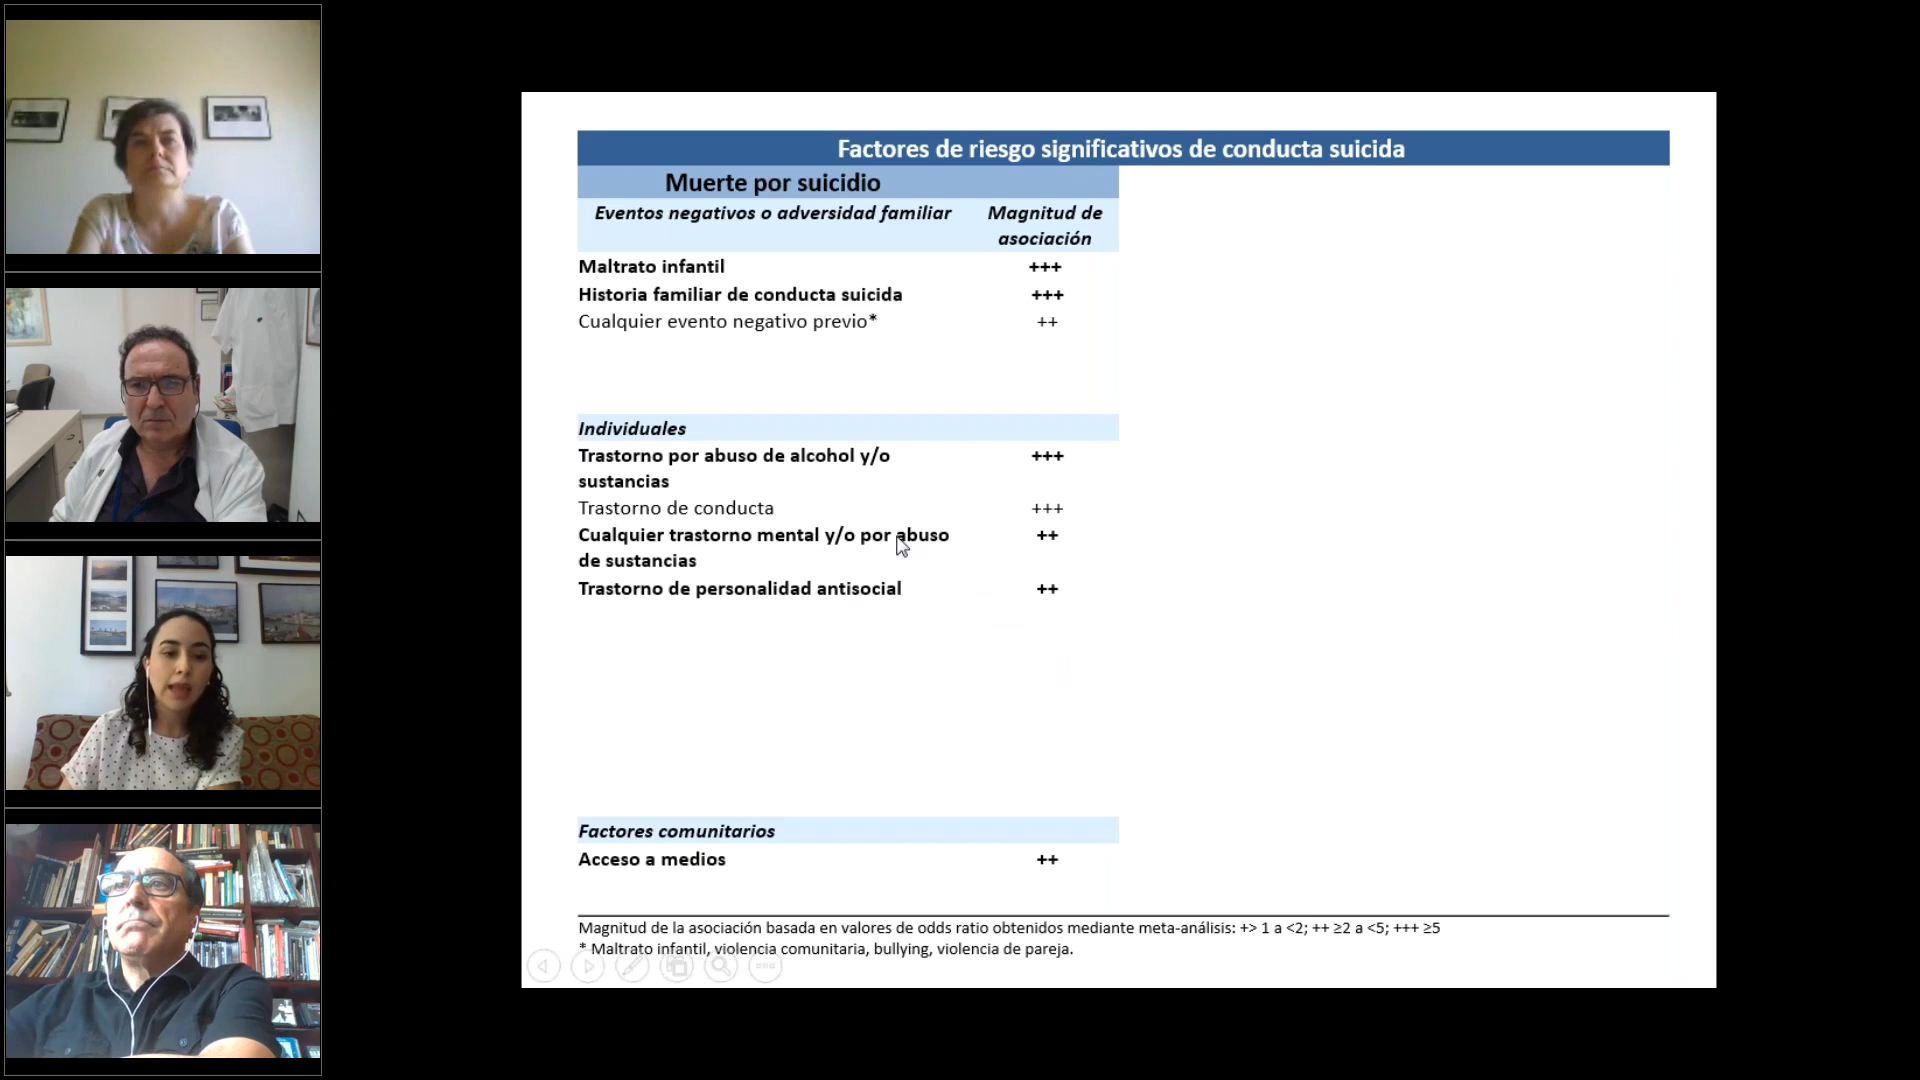 Factores de riesgo significativos de conducta suicida
Muerte por suicidio
Eventos negativos o adversidad familiar
Magnitud de
asociación
Maltrato infantil +++
Historia familiar de conducta suicida +++
Cualquier evento negativo previo* ++
Individuales
Trastorno por abuso de alcohol y/o +++
sustancias
Trastorno de conducta +++
Cualquier trastorno mental y/o por abuso ++
de sustancias
Trastorno de personalidad antisocial ++
Factores comunitarios
Acceso a medios ++
Magnitud de la asociación basada en valores de odds ratio obtenidos mediante meta-análisis: +> 1 a <2; ++ ≥2 a <5; +++ ≥5
* Maltrato infantil, violencia comunitaria, bullying, violencia de pareja.